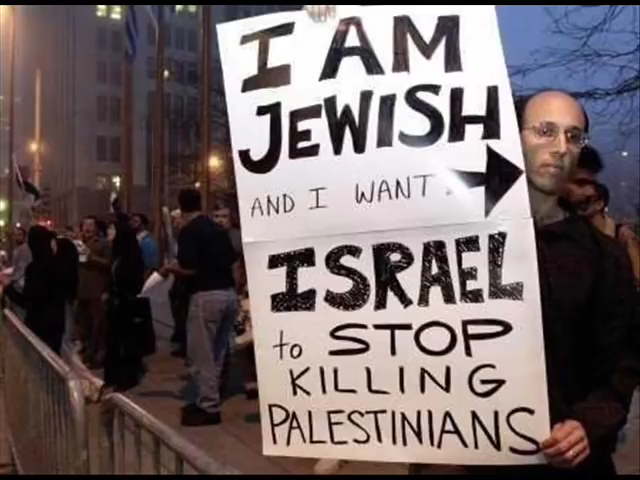 I AM
JEWISH
AND I WANT
ISRAEL
to STOP
KILLING
PALESTINIANS